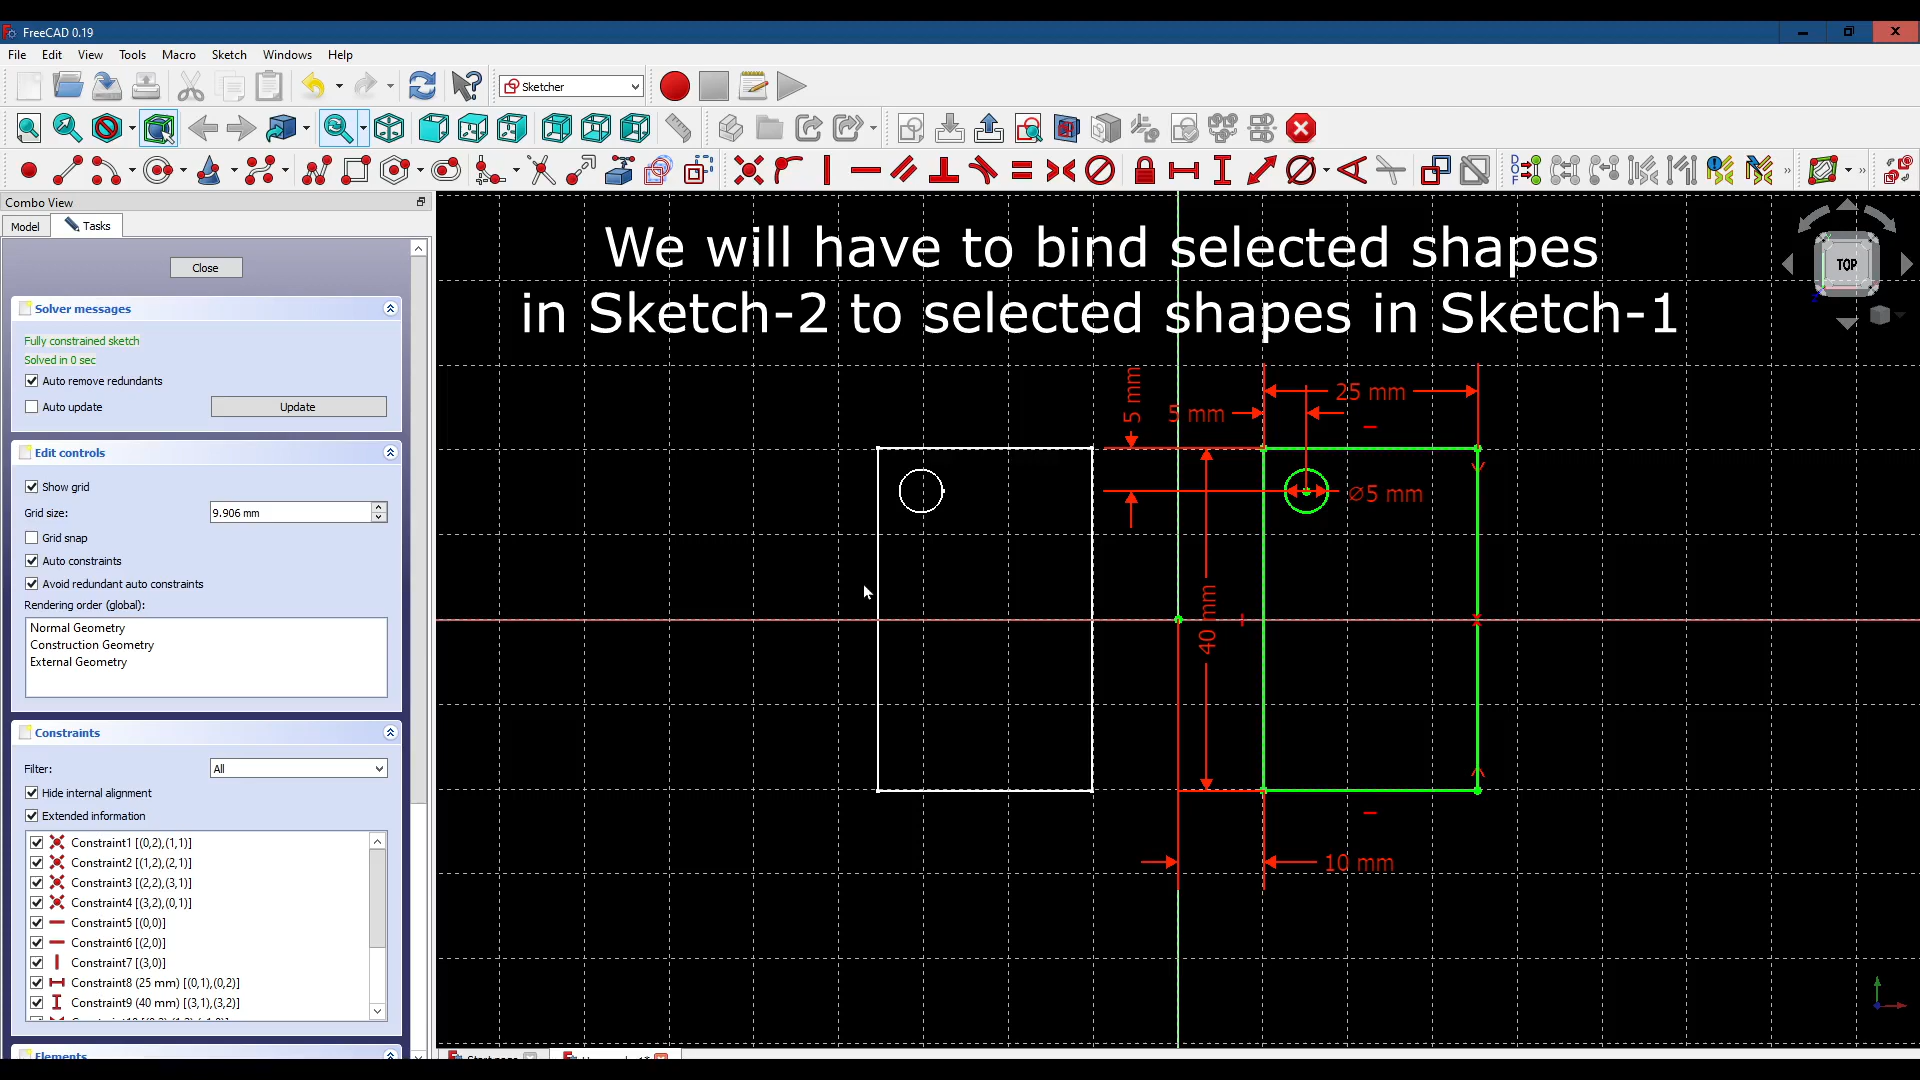 FreeCAD 0.19
File Edit View Tools Macro Sketch Windows Help
Sketcher
Combo View
Model Tasks
Close
Solver messages
Fully constrained sketch
Solved in 0 sec
Auto remove redundants
Auto update Update
Edit controls
Show grid
Grid size: 9.906 mm
Grid snap
Auto constraints
Avoid redundant auto constraints
Rendering order (global):
Normal Geometry
Construction Geometry
External Geometry
Constraints
Filter: All
Hide internal alignment
Extended information
Constraint1 [(0,2),(1,1)]
Constraint2 [(1,2),(2,1)]
Constraint3 [(2,2),(3,1)]
Constraint4 [(3,2),(0,1)]
Constraint5 [(0,0)]
Constraint6 [(2,0)]
Constraint7 [(3,0)]
Constraint8 (25 mm) [(0,1),(0,2)]
Constraint9 (40 mm) [(3,1),(3,2)]
Elements
We will have to bind selected shapes
in Sketch-2 to selected shapes in Sketch-1
TOP
25 mm
5 mm
5 mm
⌀5 mm
40 mm
10 mm